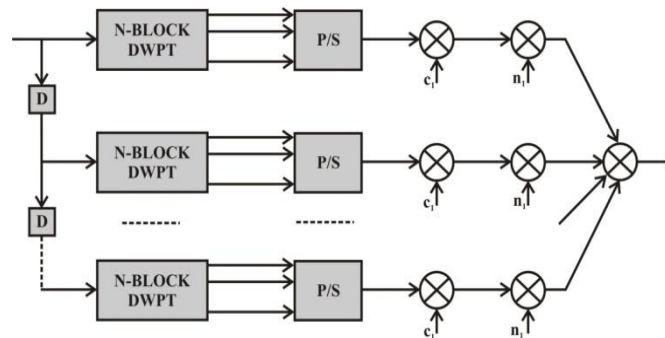 N-BLOCK
DWPT
P/S
c₁
n₁
D
N-BLOCK
DWPT
P/S
c₁
n₁
D
N-BLOCK
DWPT
P/S
c₁
n₁